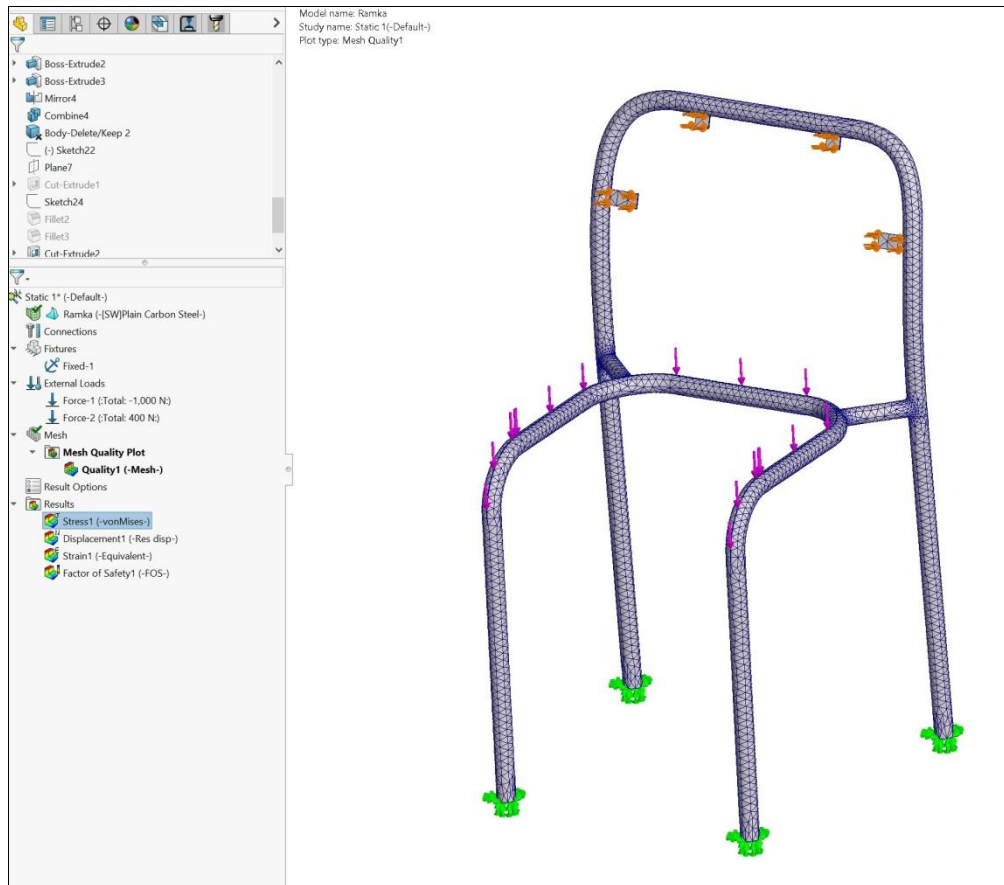 Model name: Ramka
Study name: Static 1(-Default-)
Plot type: Mesh Quality1
Boss-Extrude2
Boss-Extrude3
Mirror4
Combine4
Body-Delete/Keep 2
(-) Sketch22
Plane7
Cut-Extrude1
Sketch24
Fillet2
Fillet3
Cut-Extrude2
Static 1* (-Default-)
Ramka (-[SW]Plain Carbon Steel-)
Connections
Fixtures
Fixed-1
External Loads
Force-1 (:Total: -1,000 N:)
Force-2 (:Total: 400 N:)
Mesh
Mesh Quality Plot
Quality1 (-Mesh-)
Result Options
Results
Stress1 (-vonMises-)
Displacement1 (-Res disp-)
Strain1 (-Equivalent-)
Factor of Safety1 (-FOS-)